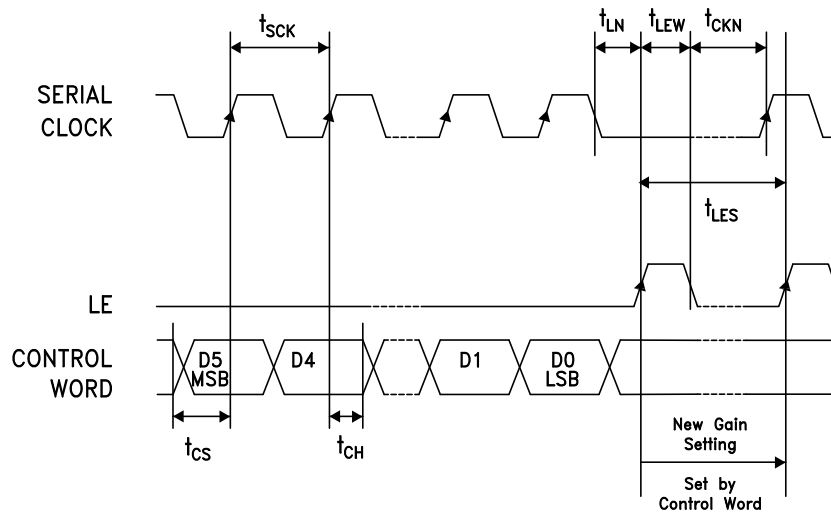 tSCK
tLN
tLEW
tCKN
SERIAL
CLOCK
tLES
LE
CONTROL
WORD
D5
MSB
D4
D1
D0
LSB
tCS
tCH
New Gain
Setting
Set by
Control Word